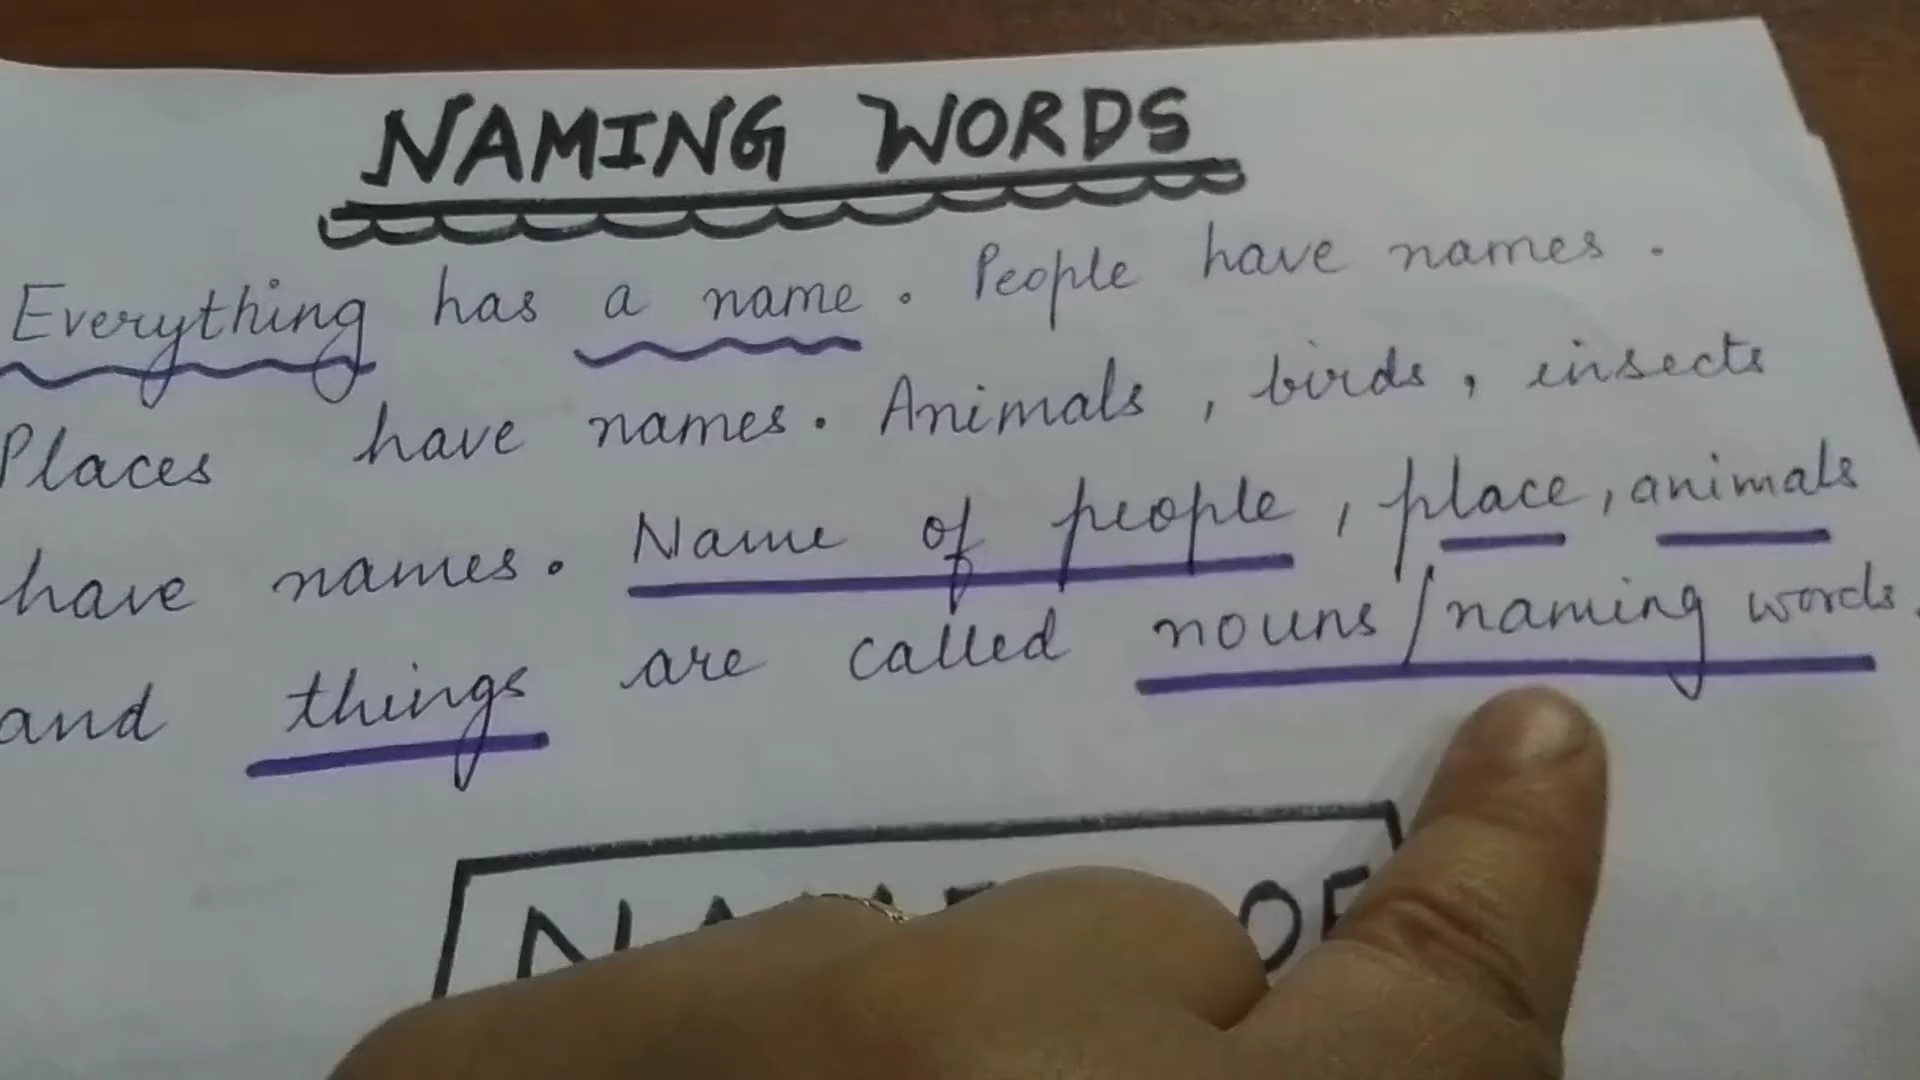 NAMING WORDS
Everything has a name. People have names.
Places have names. Animals, birds, insects
have names. Name of people, place, animals
and things are called nouns/naming words.
OF